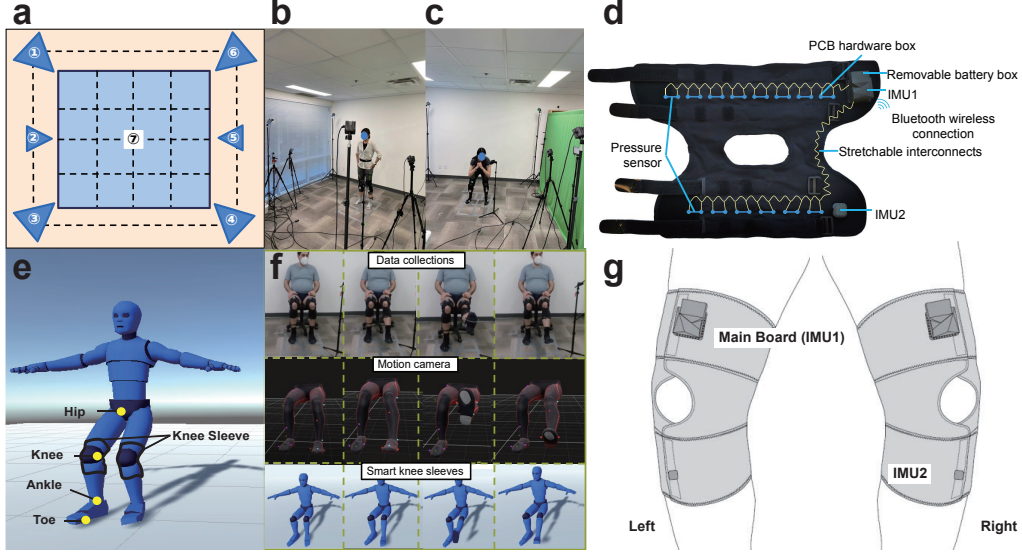 a
①
⑥
②
⑦
⑤
③
④
b
c
d
PCB hardware box
Removable battery box
IMU1
Bluetooth wireless
connection
Pressure
sensor
Stretchable interconnects
IMU2
e
Hip
Knee Sleeve
Knee
Ankle
Toe
f
Data collections
Motion camera
Smart knee sleeves
g
Main Board (IMU1)
IMU2
Left
Right